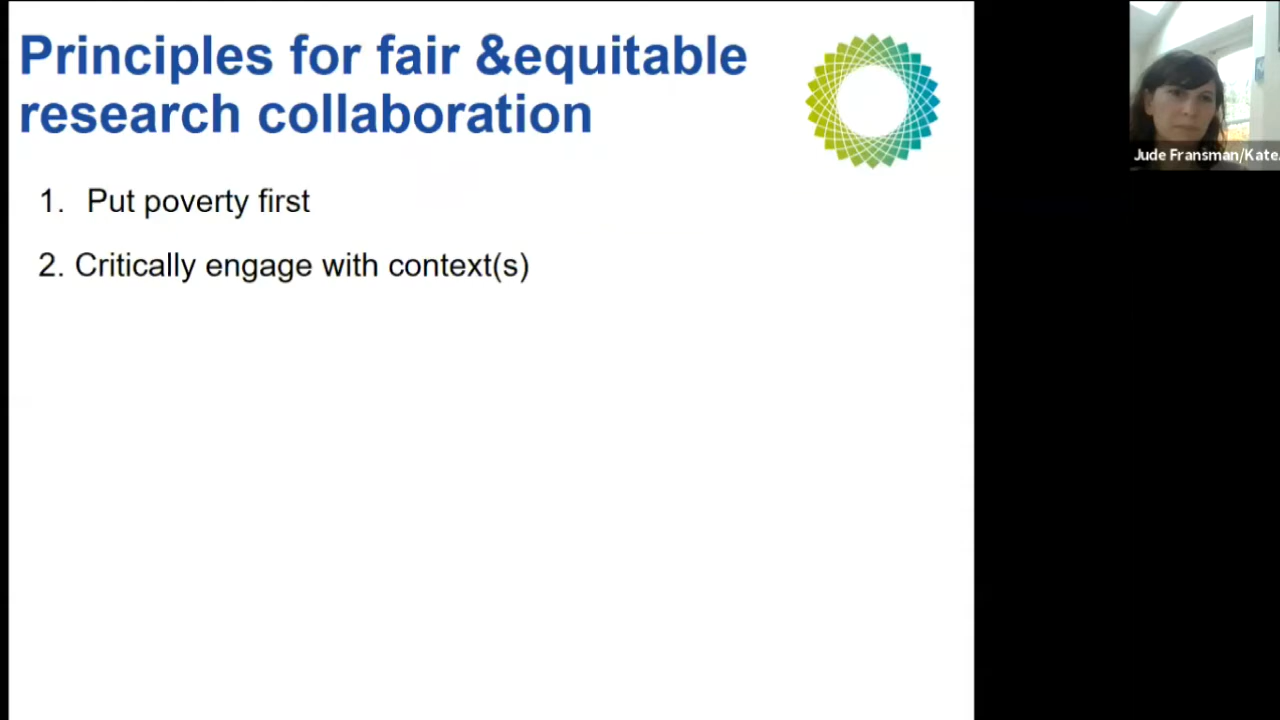 Principles for fair &equitable
research collaboration
1. Put poverty first
2. Critically engage with context(s)
Jude Fransman/Kate.